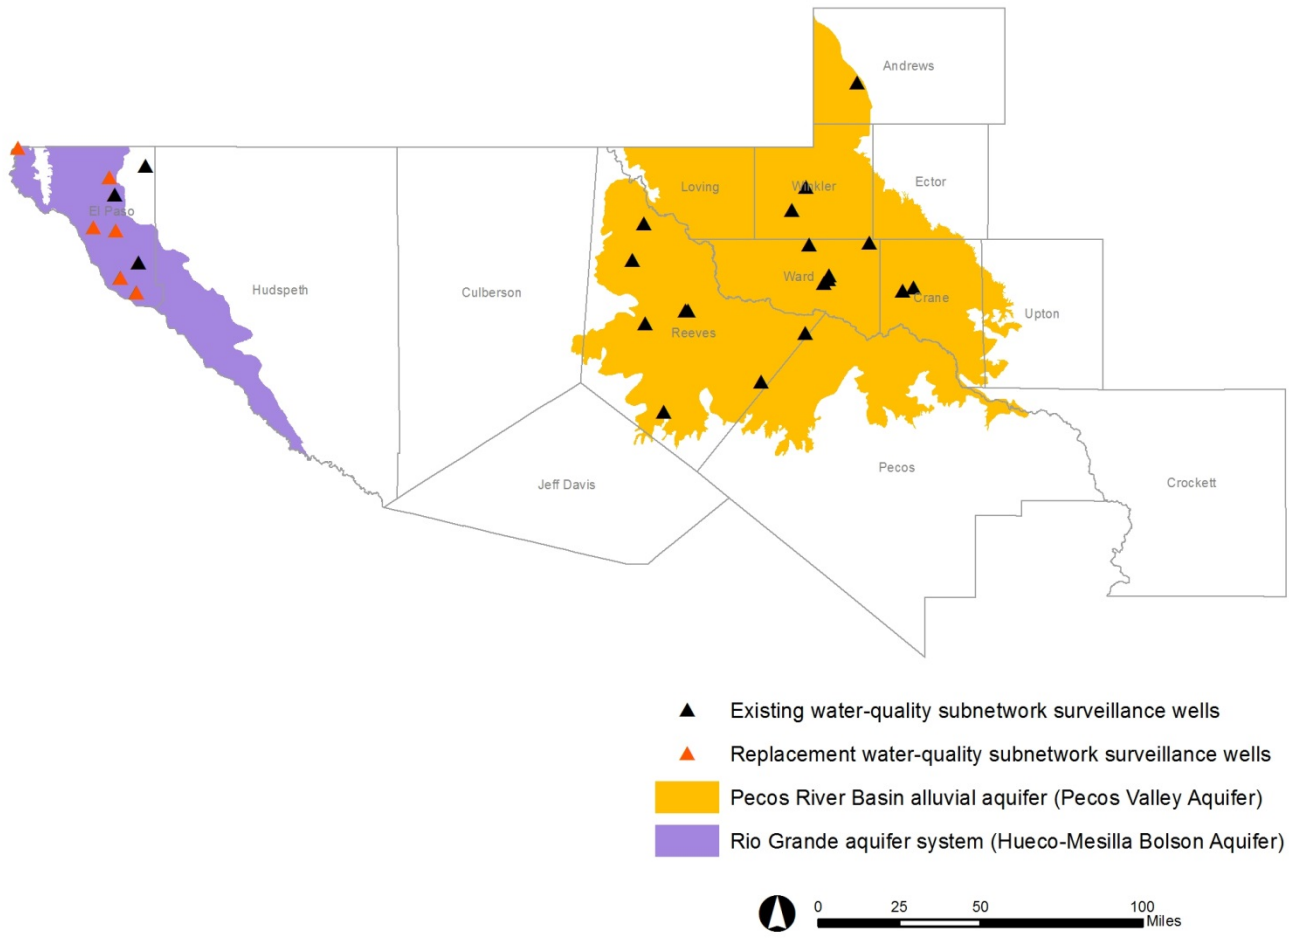 Andrews
Loving
Winkler
Ector
El Paso
Hudspeth
Culberson
Ward
Crane
Upton
Reeves
Pecos
Jeff Davis
Crockett
Existing water-quality subnetwork surveillance wells
Replacement water-quality subnetwork surveillance wells
Pecos River Basin alluvial aquifer (Pecos Valley Aquifer)
Rio Grande aquifer system (Hueco-Mesilla Bolson Aquifer)
0 25 50 100
Miles